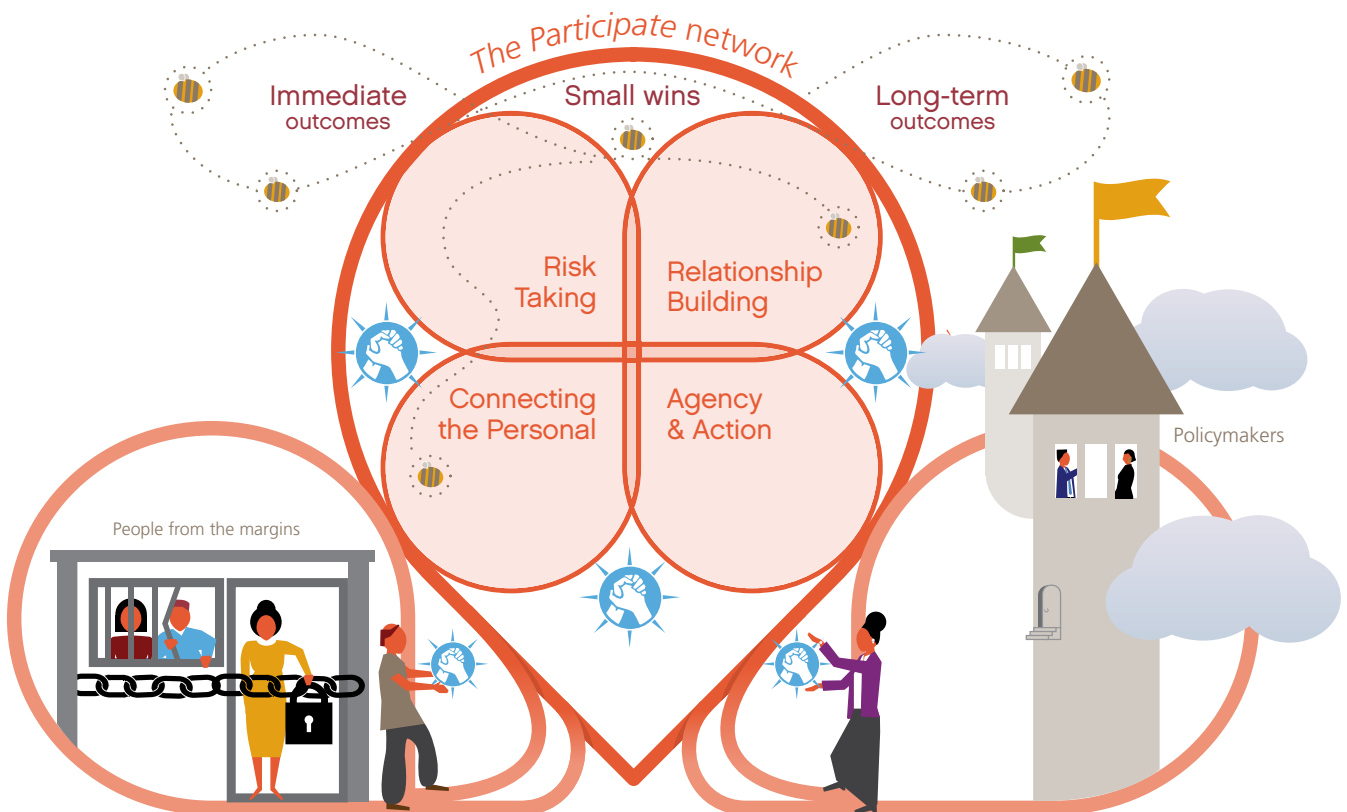 The Participate network
Immediate
outcomes
Small wins
Long-term
outcomes
Risk
Taking
Relationship
Building
Connecting
the Personal
Agency
& Action
Policymakers
People from the margins